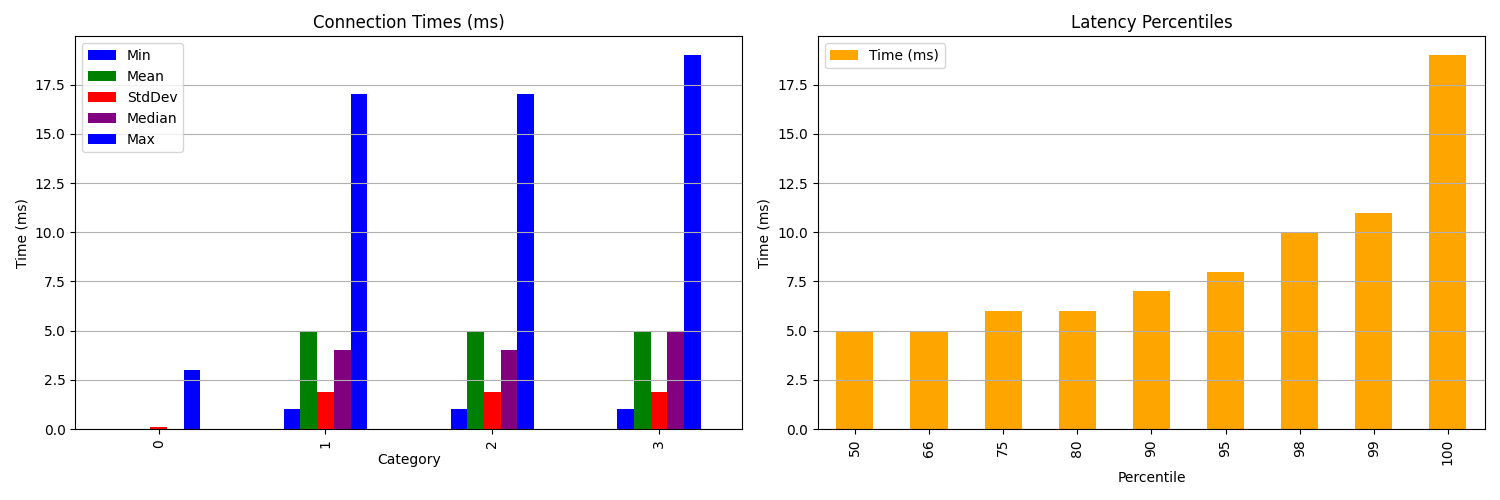 Connection Times (ms)
Min
Mean
StdDev
Median
Max
17.5
15.0
12.5
10.0
7.5
5.0
2.5
0.0
Time (ms)
0
1
2
3
Category
Latency Percentiles
Time (ms)
17.5
15.0
12.5
10.0
7.5
5.0
2.5
0.0
Time (ms)
50
66
75
80
90
95
98
99
100
Percentile